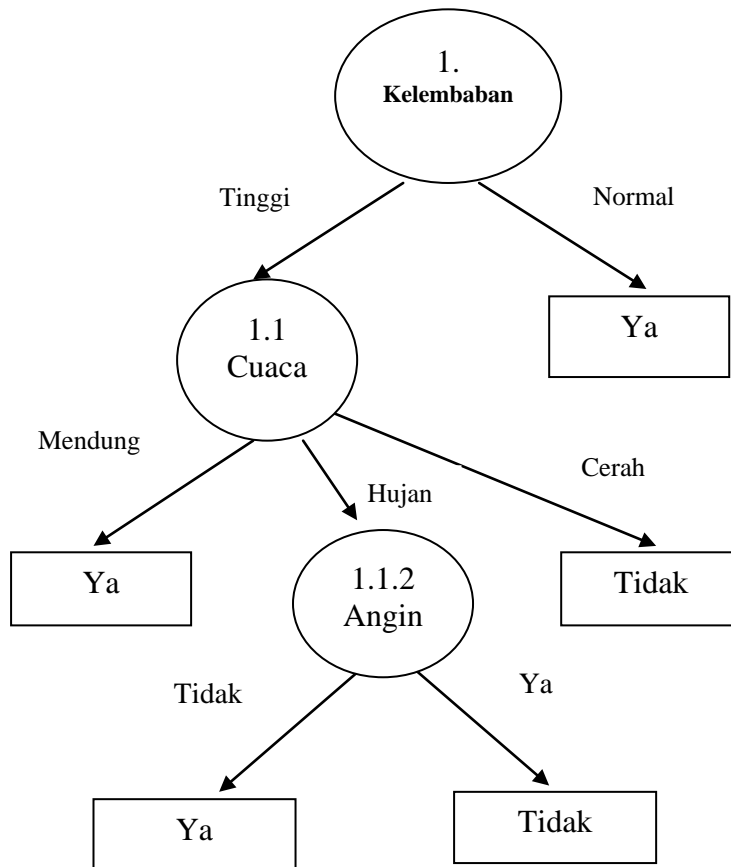 1.
Kelembaban
Tinggi
Normal
1.1
Cuaca
Ya
Mendung
Hujan
Cerah
Ya
1.1.2
Angin
Tidak
Tidak
Ya
Ya
Tidak